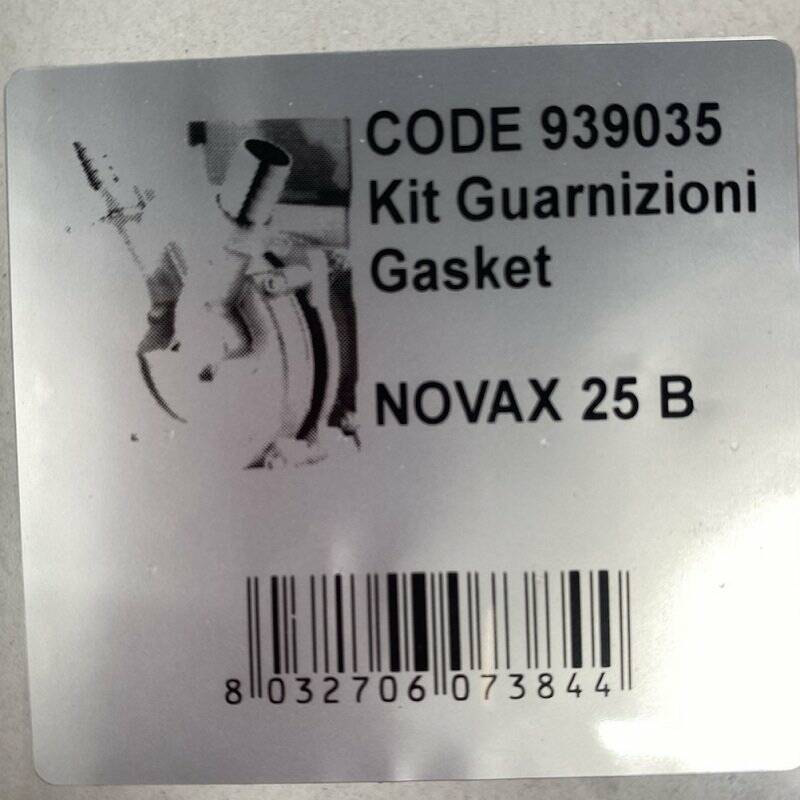 CODE 939035
Kit Guarnizioni
Gasket
NOVAX 25 B
8 032706 073844